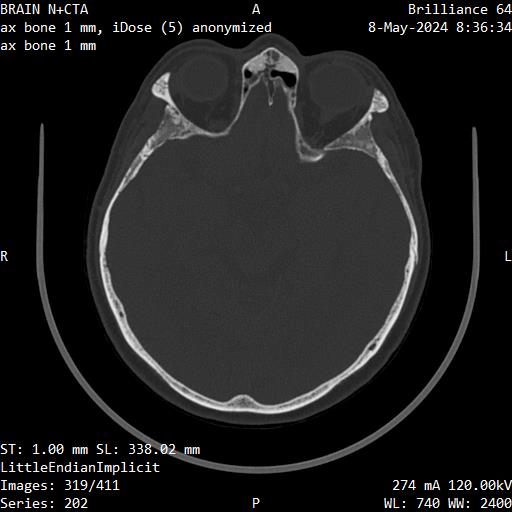 BRAIN N+CTA
A
Brilliance 64
ax bone 1 mm, iDose (5) anonymized
8-May-2024 8:36:34
ax bone 1 mm
R
L
ST: 1.00 mm SL: 338.02 mm
LittleEndianImplicit
Images: 319/411
274 mA 120.00kV
Series: 202
P
WL: 740 WW: 2400